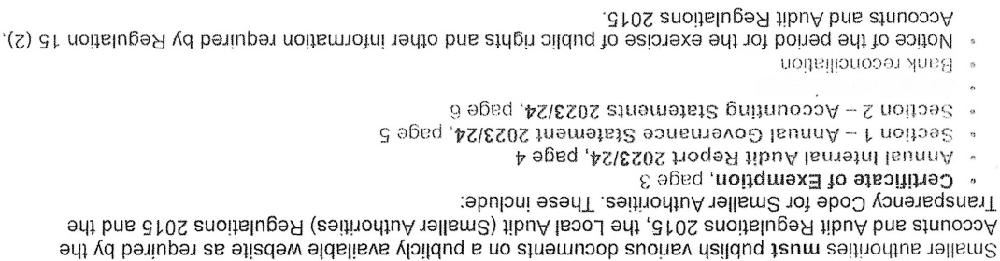 Smaller authorities must publish various documents on a publicly available website as required by the
Accounts and Audit Regulations 2015, the Local Audit (Smaller Authorities) Regulations 2015 and the
Transparency Code for Smaller Authorities. These include:
• Certificate of Exemption, page 3
• Annual Internal Audit Report 2023/24, page 4
• Section 1 – Annual Governance Statement 2023/24, page 5
• Section 2 – Accounting Statements 2023/24, page 6
•
• Bank reconciliation
• Notice of the period for the exercise of public rights and other information required by Regulation 15 (2),
Accounts and Audit Regulations 2015.